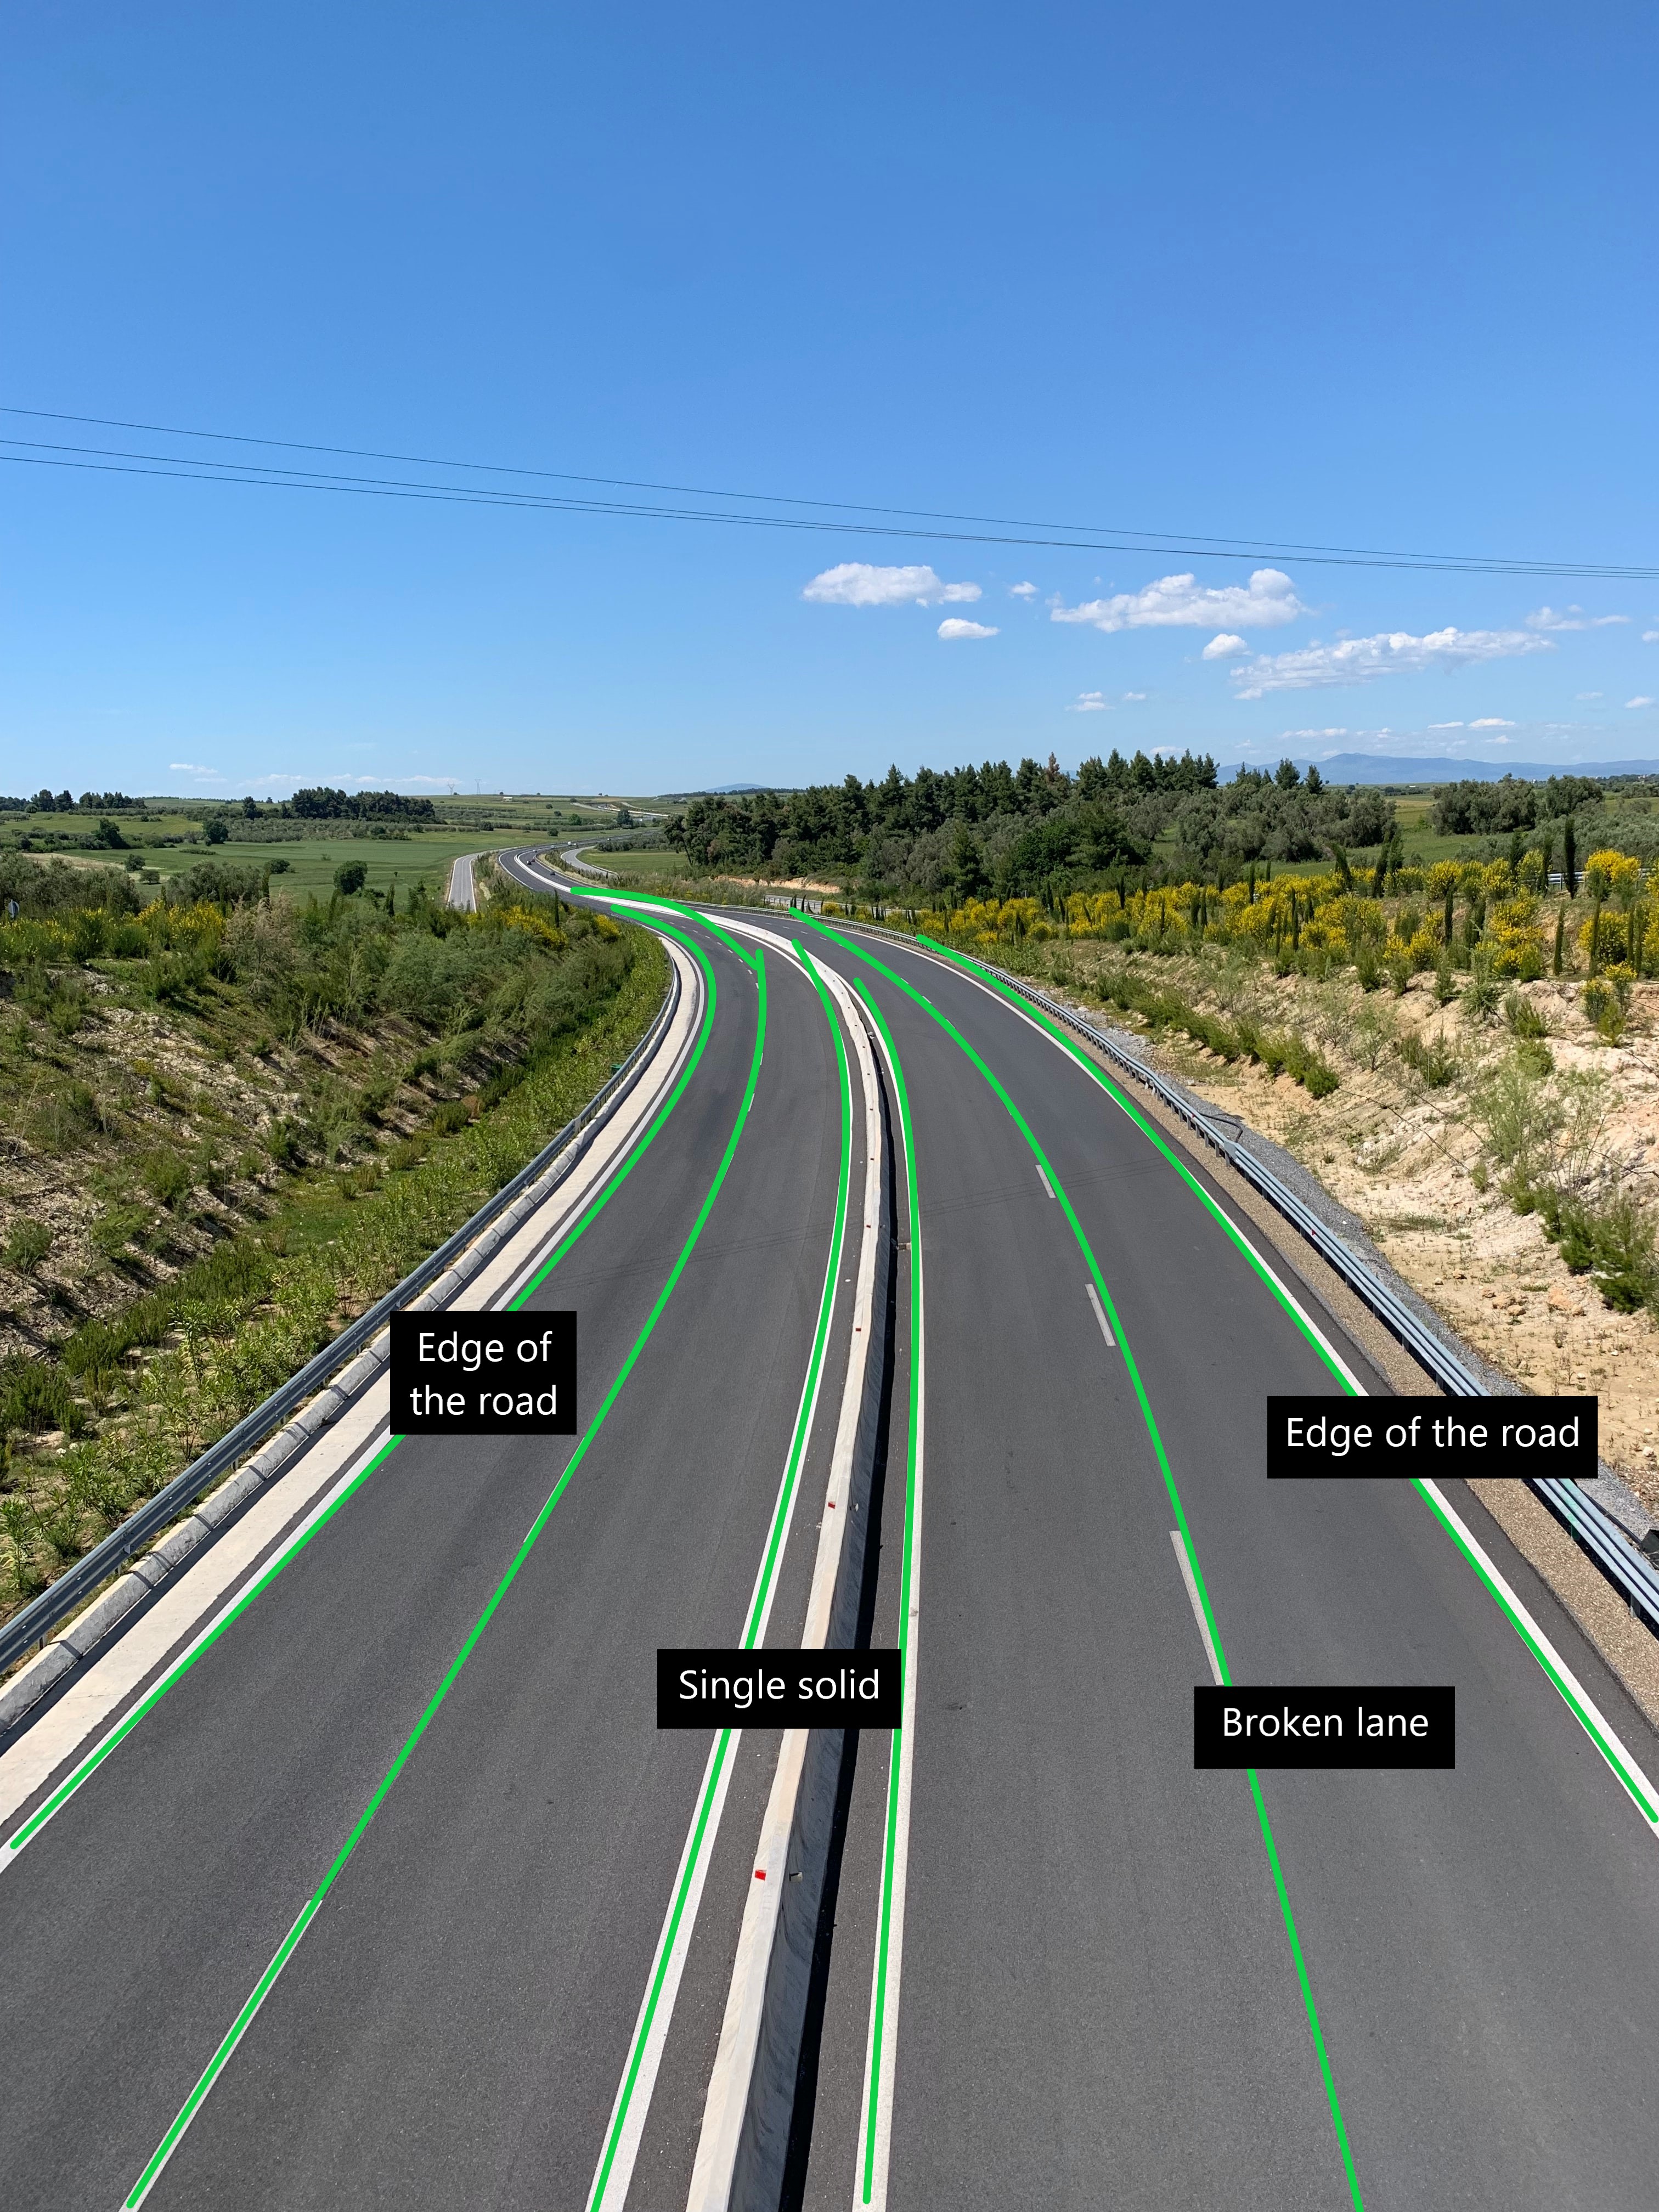 Edge of
the road
Edge of the road
Single solid
Broken lane